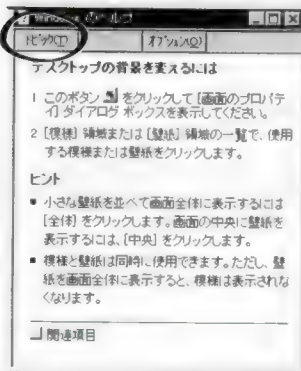 Windows のヘルプ
トピック(T) オプション(O)
デスクトップの背景を変えるには
1 このボタン をクリックして [画面のプロパテ
ィ] ダイアログ ボックスを表示してください。
2 [模様] 領域または [壁紙] 領域の一覧で、使用
する模様または壁紙をクリックします。
ヒント
■ 小さな壁紙を並べて画面全体に表示するには
[全体] をクリックします。画面の中央に壁紙を
表示するには、[中央] をクリックします。
■ 模様と壁紙は同時に使用できます。ただし、壁
紙を画面全体に表示すると、模様は表示されな
くなります。
関連項目